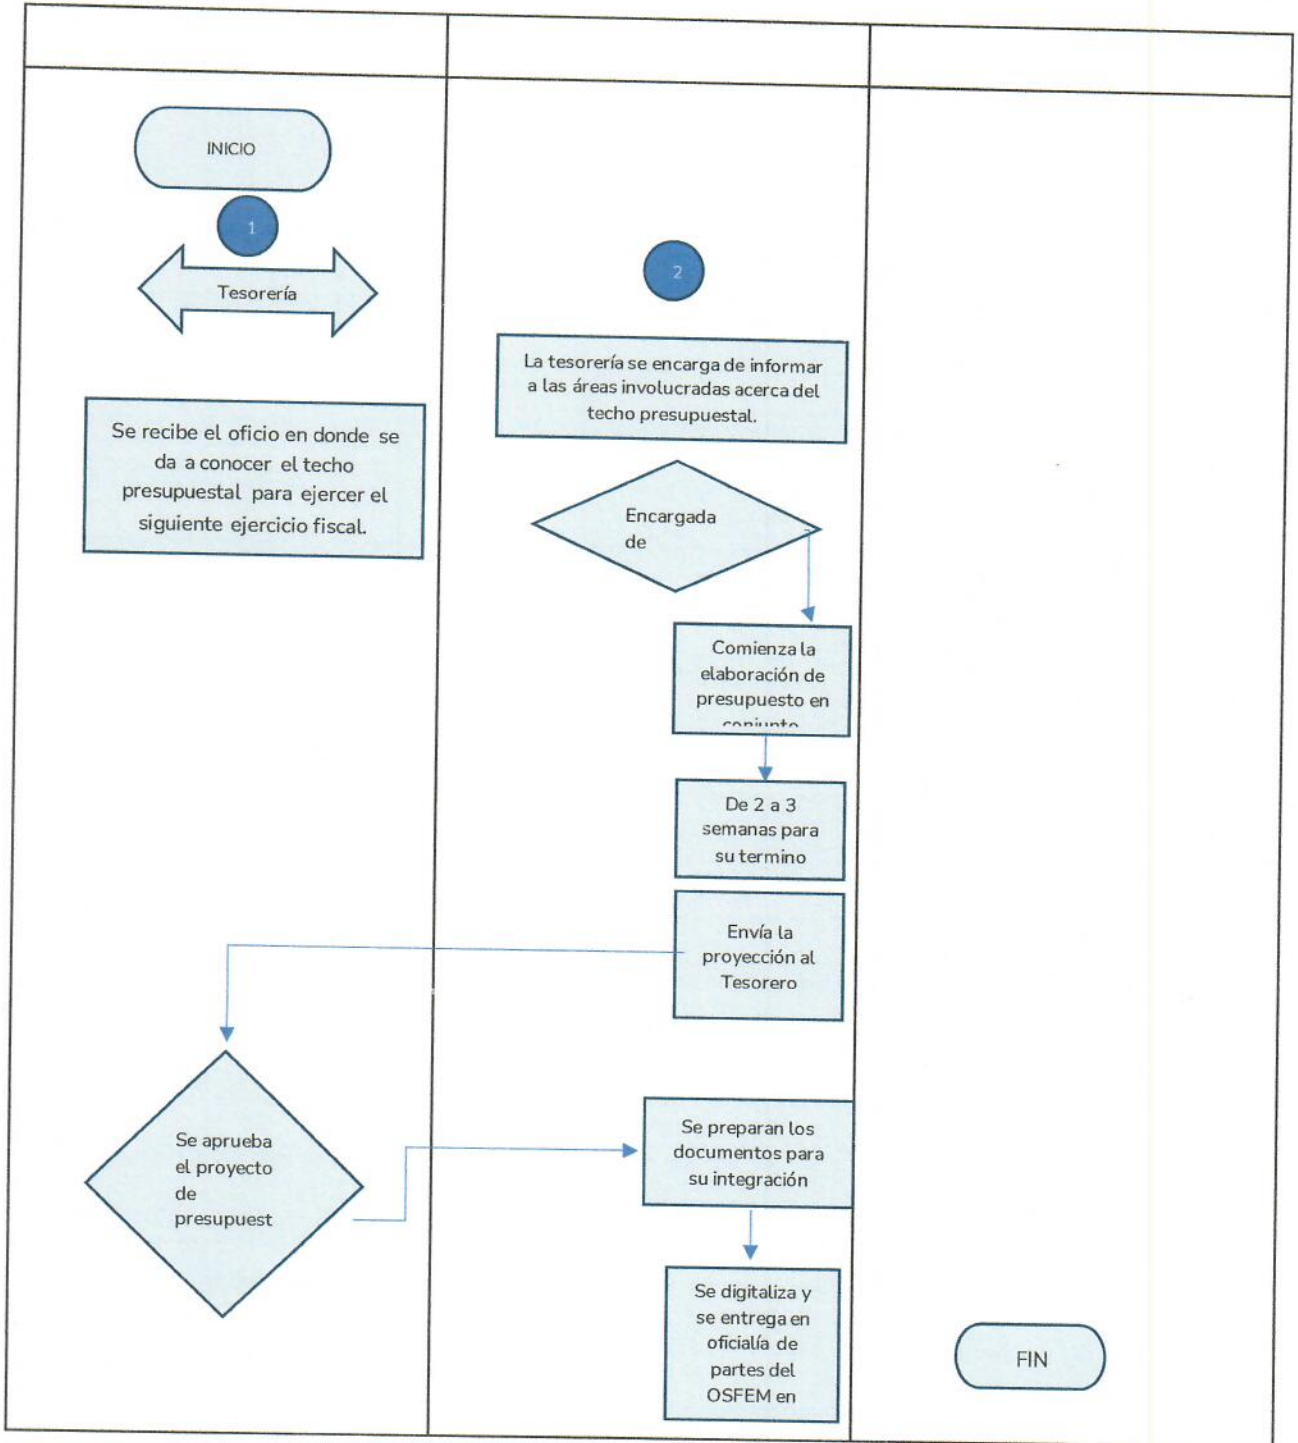 INICIO
1
Tesorería
Se recibe el oficio en donde se
da a conocer el techo
presupuestal para ejercer el
siguiente ejercicio fiscal.
2
La tesorería se encarga de informar
a las áreas involucradas acerca del
techo presupuestal.
Encargada
de
Comienza la
elaboración de
presupuesto en
conjunto
De 2 a 3
semanas para
su termino
Envía la
proyección al
Tesorero
Se aprueba
el proyecto
de
presupuest
Se preparan los
documentos para
su integración
Se digitaliza y
se entrega en
oficialía de
partes del
OSFEM en
FIN